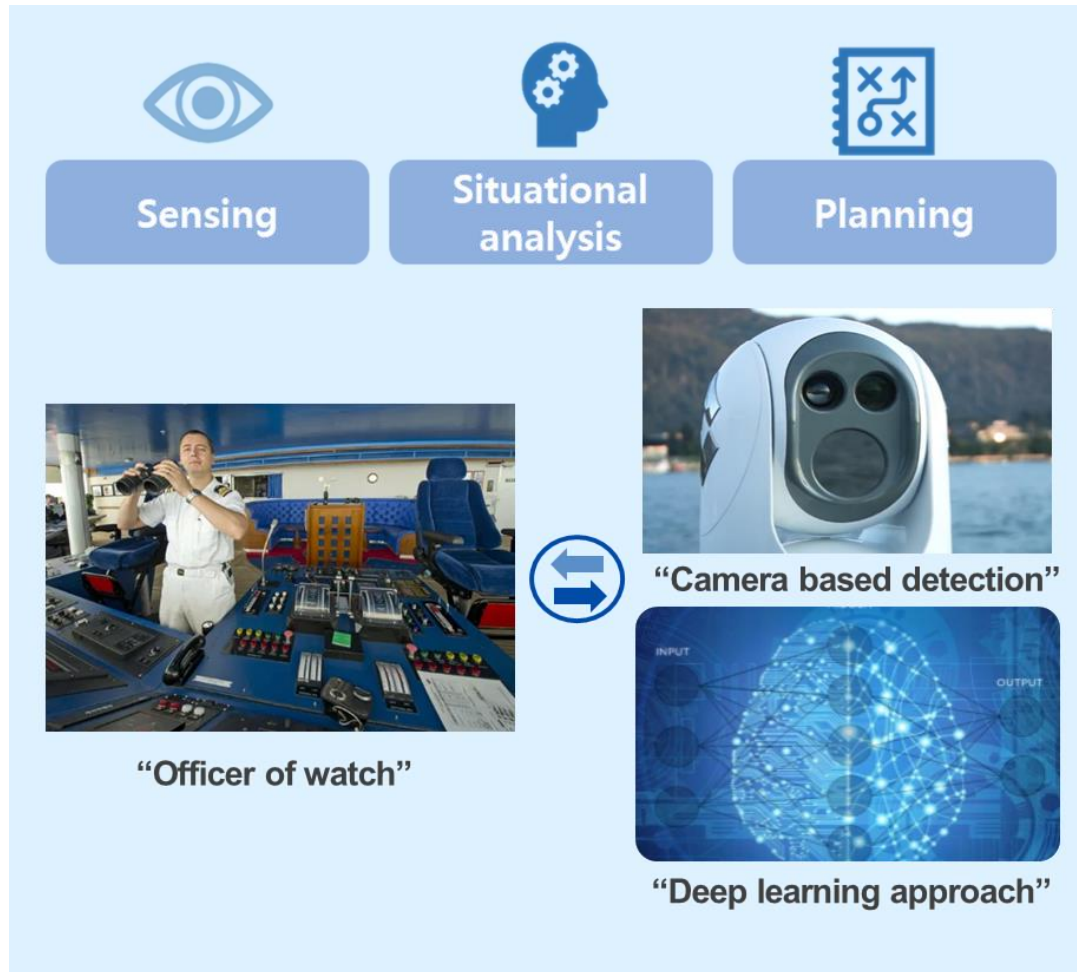 Sensing
Situational
analysis
Planning
“Camera based detection”
INPUT
OUTPUT
“Officer of watch”
“Deep learning approach”